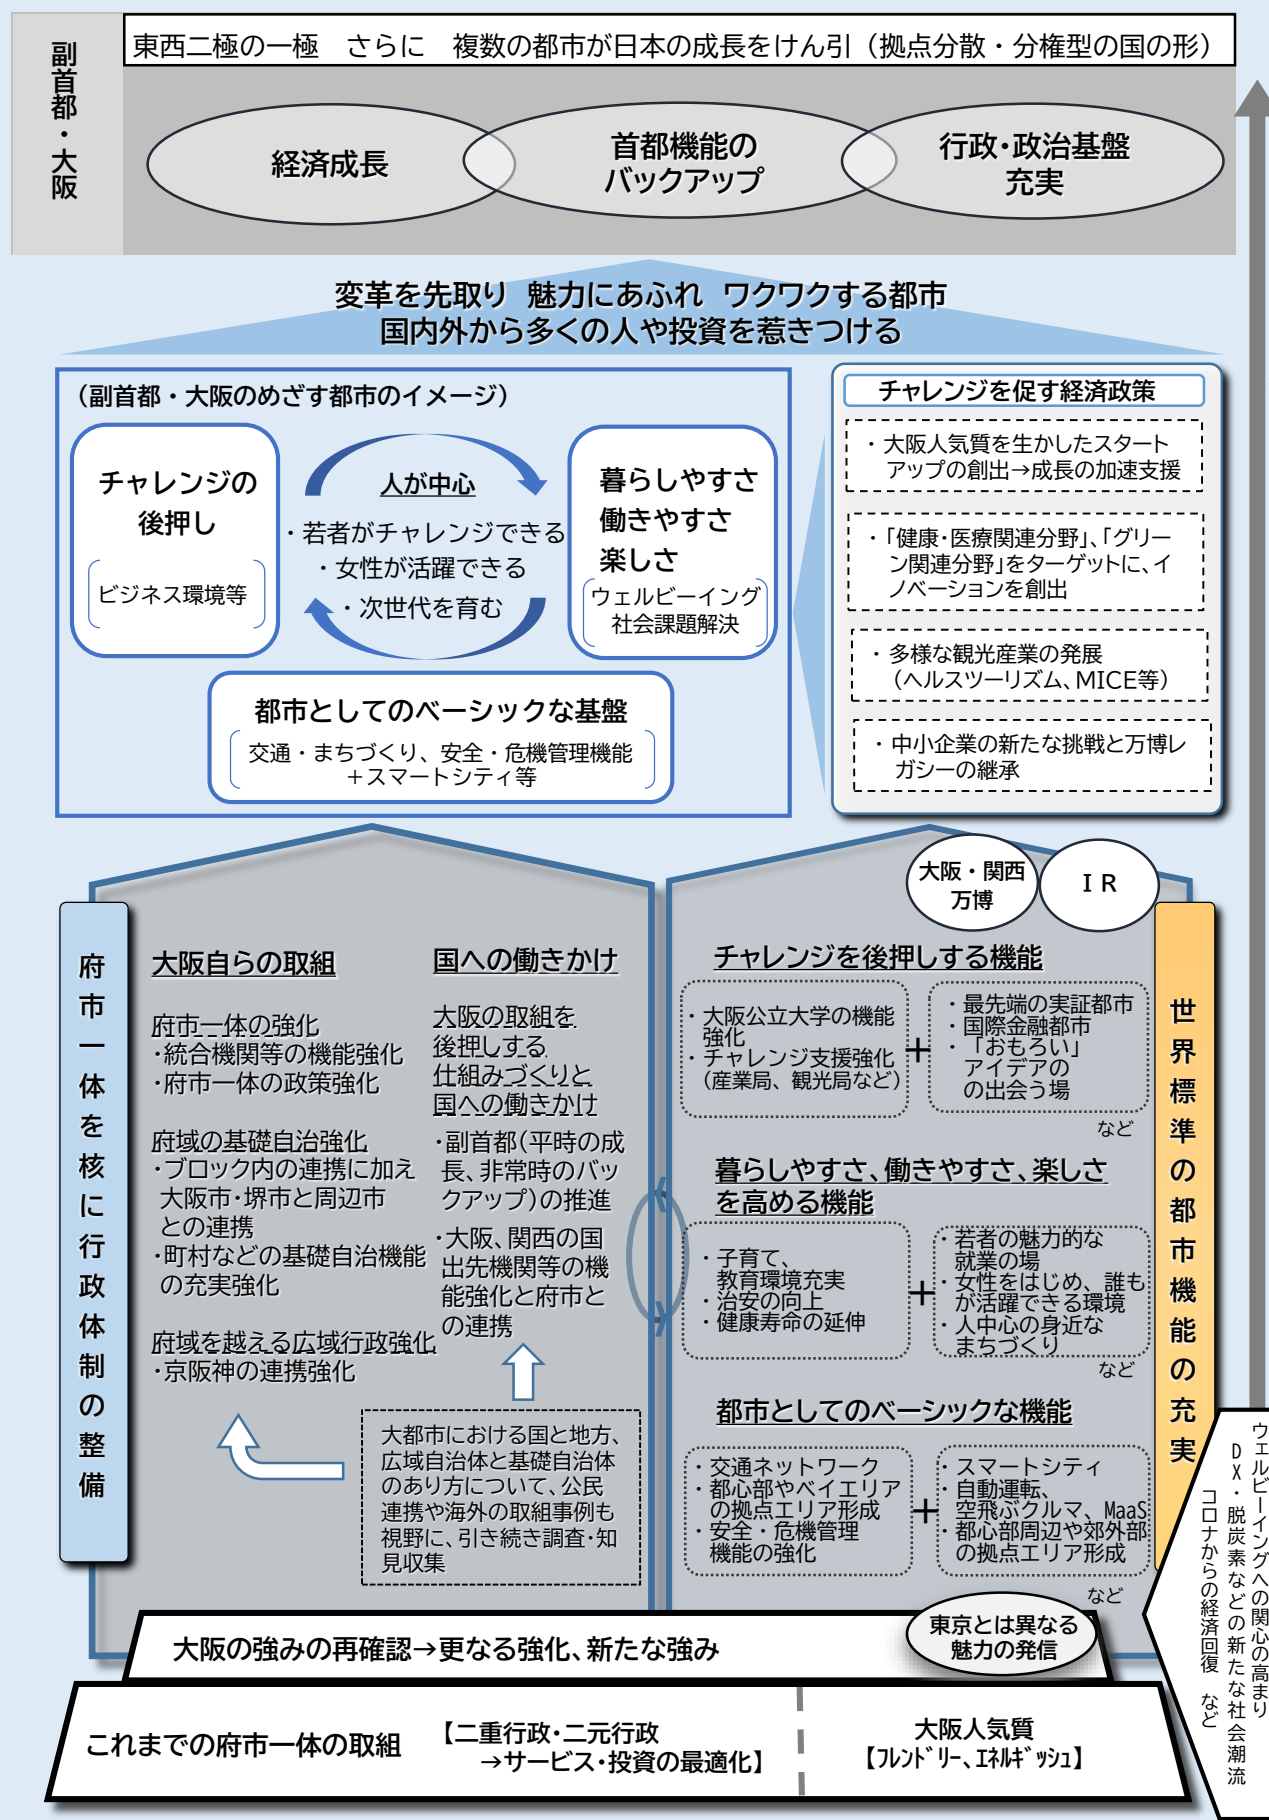 副首都・大阪
東西二極の一極　さらに　複数の都市が日本の成長をけん引（拠点分散・分権型の国の形）
経済成長
首都機能の
バックアップ
行政・政治基盤
充実
変革を先取り　魅力にあふれ　ワクワクする都市
国内外から多くの人や投資を惹きつける
（副首都・大阪のめざす都市のイメージ）
チャレンジの
後押し
ビジネス環境等
人が中心
・若者がチャレンジできる
・女性が活躍できる
・次世代を育む
暮らしやすさ
働きやすさ
楽しさ
ウェルビーイング
社会課題解決
都市としてのベーシックな基盤
交通・まちづくり、安全・危機管理機能
＋スマートシティ等
チャレンジを促す経済政策
・大阪人気質を生かしたスタート
アップの創出→成長の加速支援
・「健康・医療関連分野」、「グリー
ン関連分野」をターゲットに、イ
ノベーションを創出
・多様な観光産業の発展
（ヘルスツーリズム、MICE等）
・中小企業の新たな挑戦と万博レ
ガシーの継承
府市一体を核に行政体制の整備
大阪自らの取組
府市一体の強化
・統合機関等の機能強化
・府市一体の政策強化
府域の基礎自治強化
・ブロック内の連携に加え
大阪市・堺市と周辺市
との連携
・町村などの基礎自治機能
の充実強化
府域を越える広域行政強化
・京阪神の連携強化
国への働きかけ
大阪の取組を
後押しする
仕組みづくりと
国への働きかけ
・副首都（平時の成
長、非常時のバッ
クアップ）の推進
・大阪、関西の国
出先機関等の機
能強化と府市と
の連携
大都市における国と地方、
広域自治体と基礎自治体
のあり方について、公民
連携や海外の取組事例も
視野に、引き続き調査・知
見収集
大阪・関西
万博
ＩＲ
世界標準の都市機能の充実
チャレンジを後押しする機能
・大阪公立大学の機能
強化
・チャレンジ支援強化
（産業局、観光局など）
＋
・最先端の実証都市
・国際金融都市
・「おもろい」
アイデアの
の出会う場
など
暮らしやすさ、働きやすさ、楽しさ
を高める機能
・子育て、
教育環境充実
・治安の向上
・健康寿命の延伸
＋
・若者の魅力的な
就業の場
・女性をはじめ、誰も
が活躍できる環境
・人中心の身近な
まちづくり
など
都市としてのベーシックな機能
・交通ネットワーク
・都心部やベイエリア
の拠点エリア形成
・安全・危機管理
機能の強化
＋
・スマートシティ
・自動運転、
空飛ぶクルマ、MaaS
・都心部周辺や郊外部
の拠点エリア形成
など
ウェルビーイングへの関心の高まり
ＤＸ・脱炭素などの新たな社会潮流
コロナからの経済回復　など
大阪の強みの再確認→更なる強化、新たな強み
東京とは異なる
魅力の発信
これまでの府市一体の取組
【二重行政・二元行政
→サービス・投資の最適化】
大阪人気質
【ﾌﾚﾝﾄﾞﾘｰ、ｴﾈﾙｷﾞｯｼｭ】